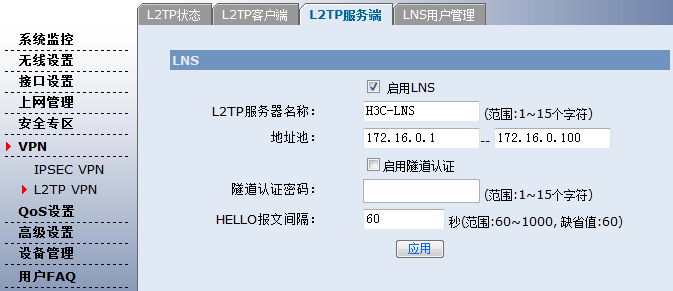 L2TP状态 L2TP客户端 L2TP服务端 LNS用户管理
系统监控
无线设置
接口设置
上网管理
安全专区
VPN
IPSEC VPN
L2TP VPN
QoS设置
高级设置
设备管理
用户FAQ
LNS
启用LNS
L2TP服务器名称: H3C-LNS (范围:1~15个字符)
地址池: 172.16.0.1 -- 172.16.0.100
启用隧道认证
隧道认证密码: (范围:1~15个字符)
HELLO报文间隔: 60 秒(范围:60~1000, 缺省值:60)
应用